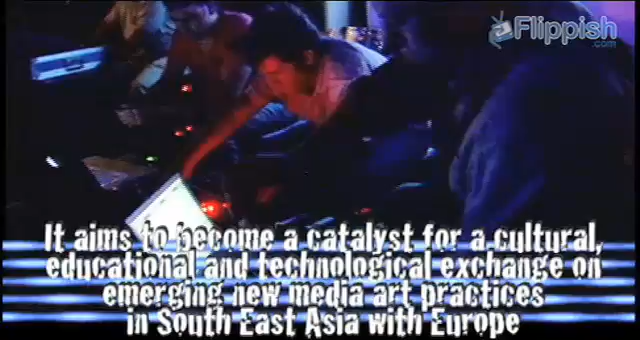 Flippish
.com
It aims to become a catalyst for a cultural,
educational and technological exchange on
emerging new media art practices
in South East Asia with Europe